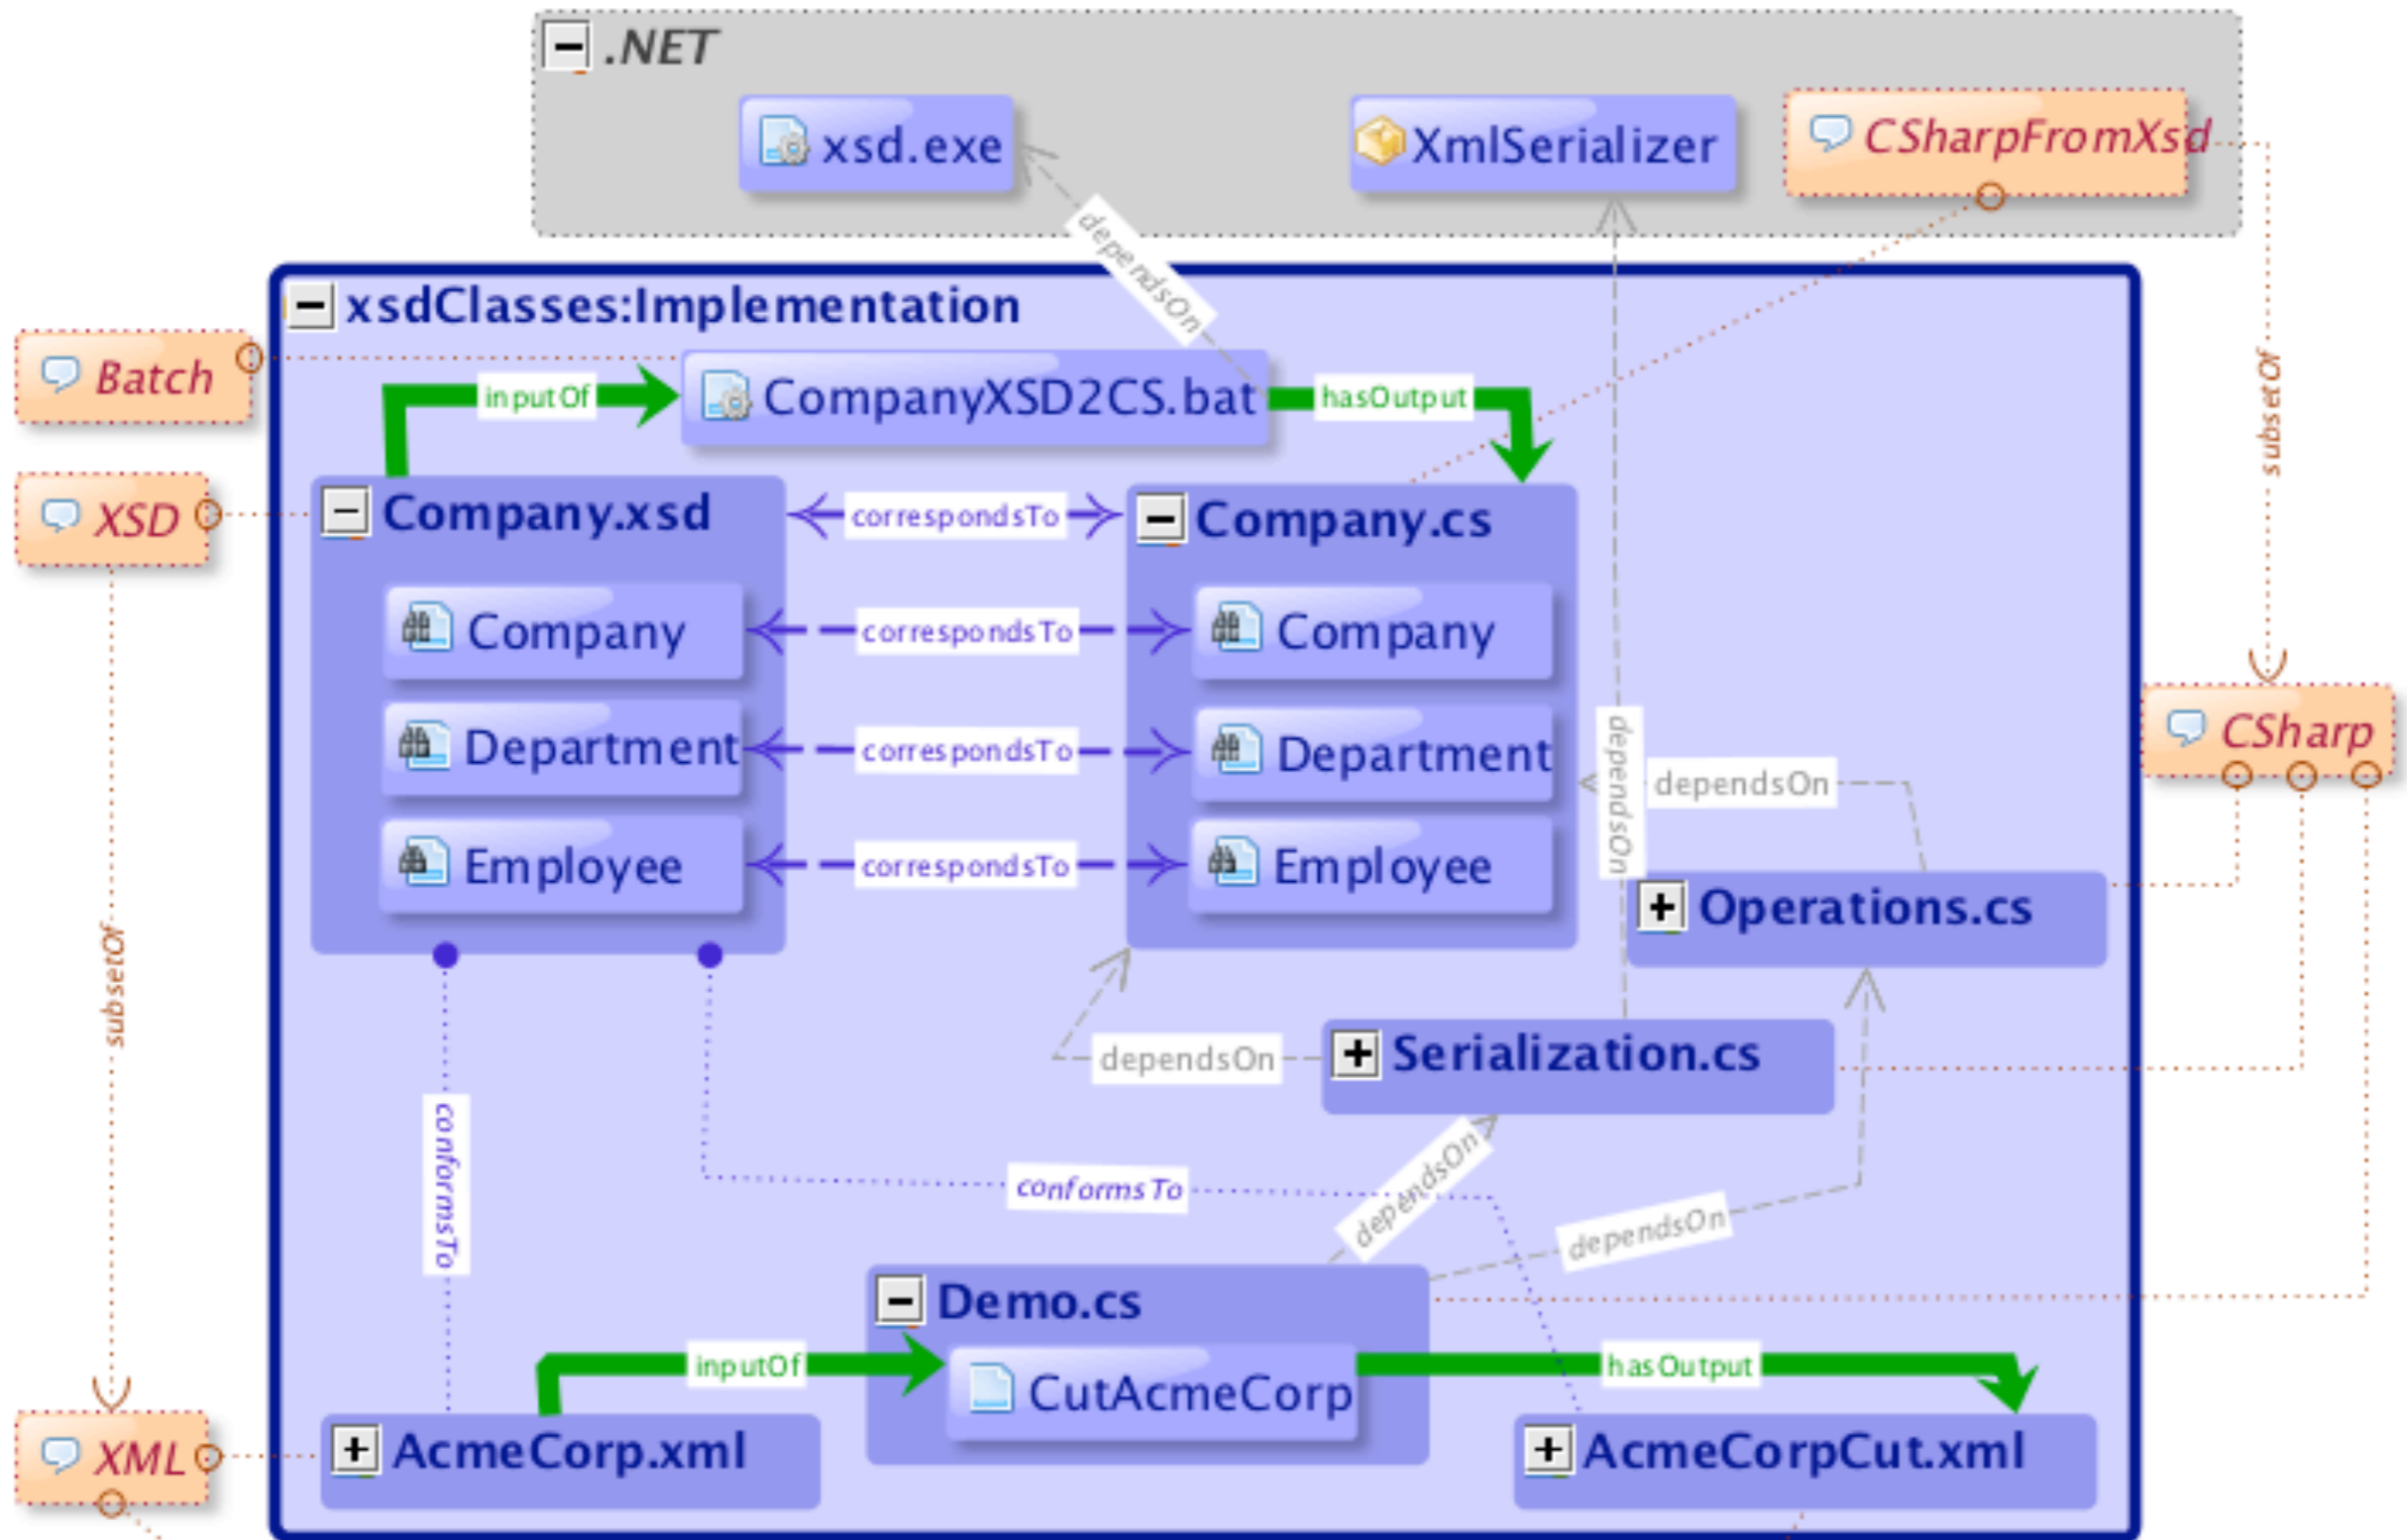 .NET
xsd.exe
XmlSerializer
CSharpFromXsd
dependsOn
xsdClasses:Implementation
Batch
inputOf
CompanyXSD2CS.bat
hasOutput
subsetOf
XSD
Company.xsd
correspondsTo
Company.cs
Company
correspondsTo
Company
Department
correspondsTo
Department
dependsOn
dependsOn
CSharp
Employee
correspondsTo
Employee
Operations.cs
subsetOf
dependsOn
Serialization.cs
conformsTo
conformsTo
dependsOn
dependsOn
Demo.cs
inputOf
CutAcmeCorp
hasOutput
XML
AcmeCorp.xml
AcmeCorpCut.xml